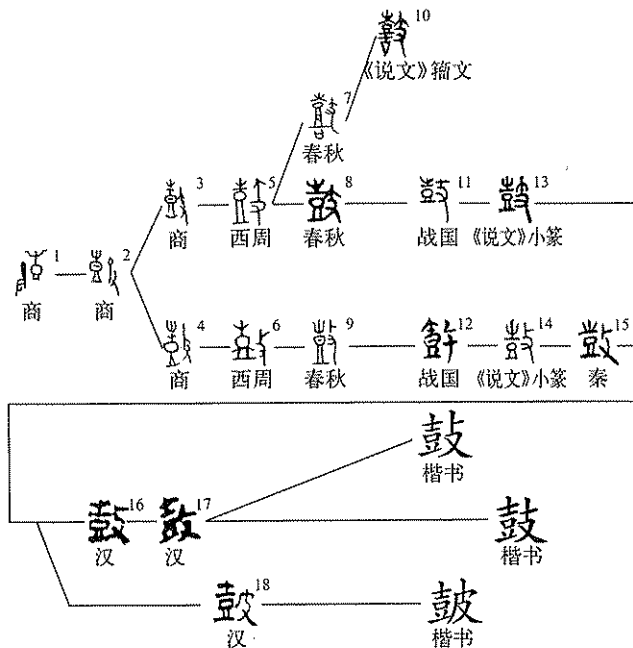 10
《说文》籀文
7
春秋
3 5 8 11 13
商 西周 春秋 战国 《说文》小篆
1 2
商 商
4 6 9 12 14 15
商 西周 春秋 战国 《说文》小篆 秦
鼔
楷书
16 17 鼓
汉 汉 楷书
18 皷
汉 楷书